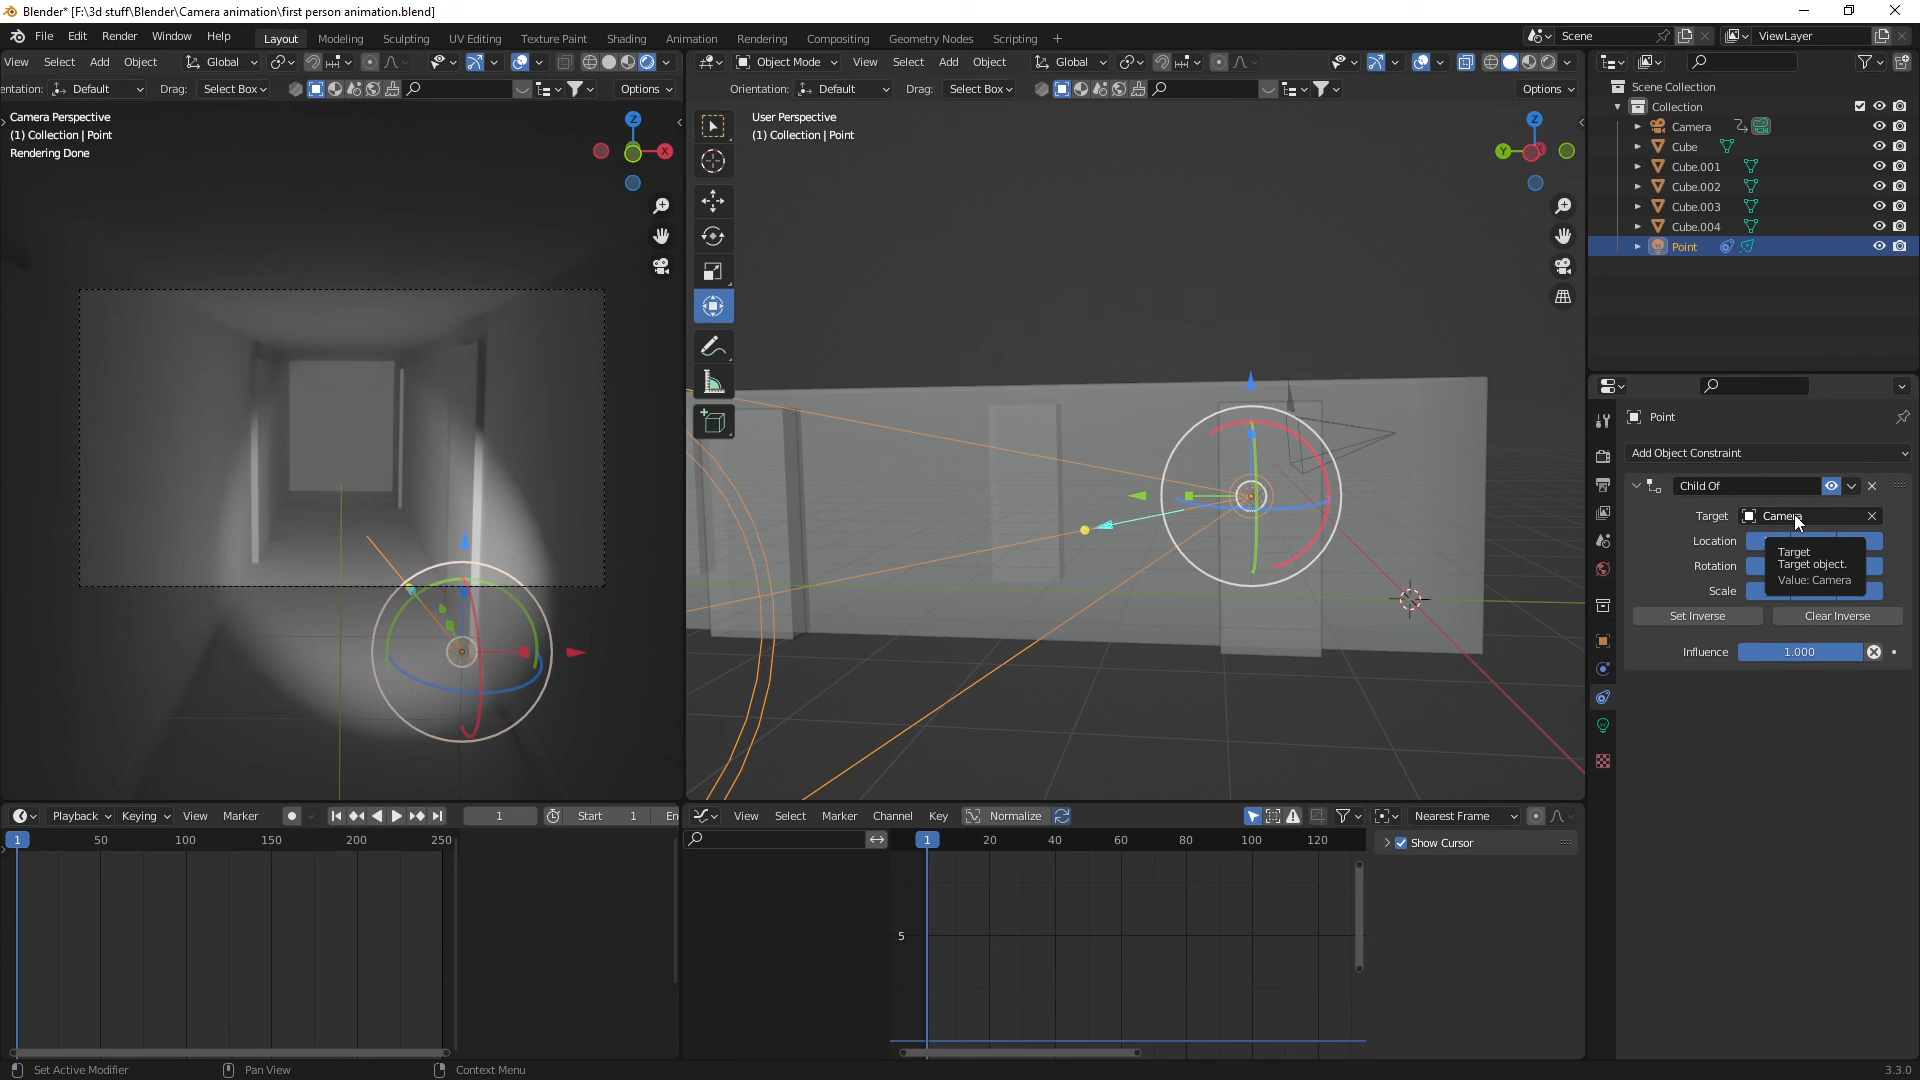 Blender* [F:\3d stuff\Blender\Camera animation\first person animation.blend]
File Edit Render Window Help Layout Modeling Sculpting UV Editing Texture Paint Shading Animation Rendering Compositing Geometry Nodes Scripting + Scene ViewLayer
View Select Add Object Global Object Mode View Select Add Object Global
entation: Default Drag: Select Box Options Orientation: Default Drag: Select Box Options
Camera Perspective
(1) Collection | Point
Rendering Done
Z
X
User Perspective
(1) Collection | Point
Z
Y
X
Scene Collection
Collection
Camera
Cube
Cube.001
Cube.002
Cube.003
Cube.004
Point
Point
Add Object Constraint
Child Of
Target Camera
Location
Rotation
Scale
Target
Target object.
Value: Camera
Set Inverse Clear Inverse
Influence 1.000
Playback Keying View Marker 1 Start 1 En
1 50 100 150 200 250
View Select Marker Channel Key Normalize Nearest Frame
1 20 40 60 80 100 120
Show Cursor
5
Set Active Modifier Pan View Context Menu 3.3.0